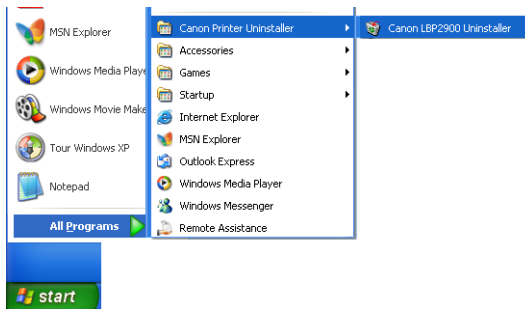 MSN Explorer
Windows Media Playe
Windows Movie Make
Tour Windows XP
Notepad
All Programs
Canon Printer Uninstaller
Accessories
Games
Startup
Internet Explorer
MSN Explorer
Outlook Express
Windows Media Player
Windows Messenger
Remote Assistance
Canon LBP2900 Uninstaller
start